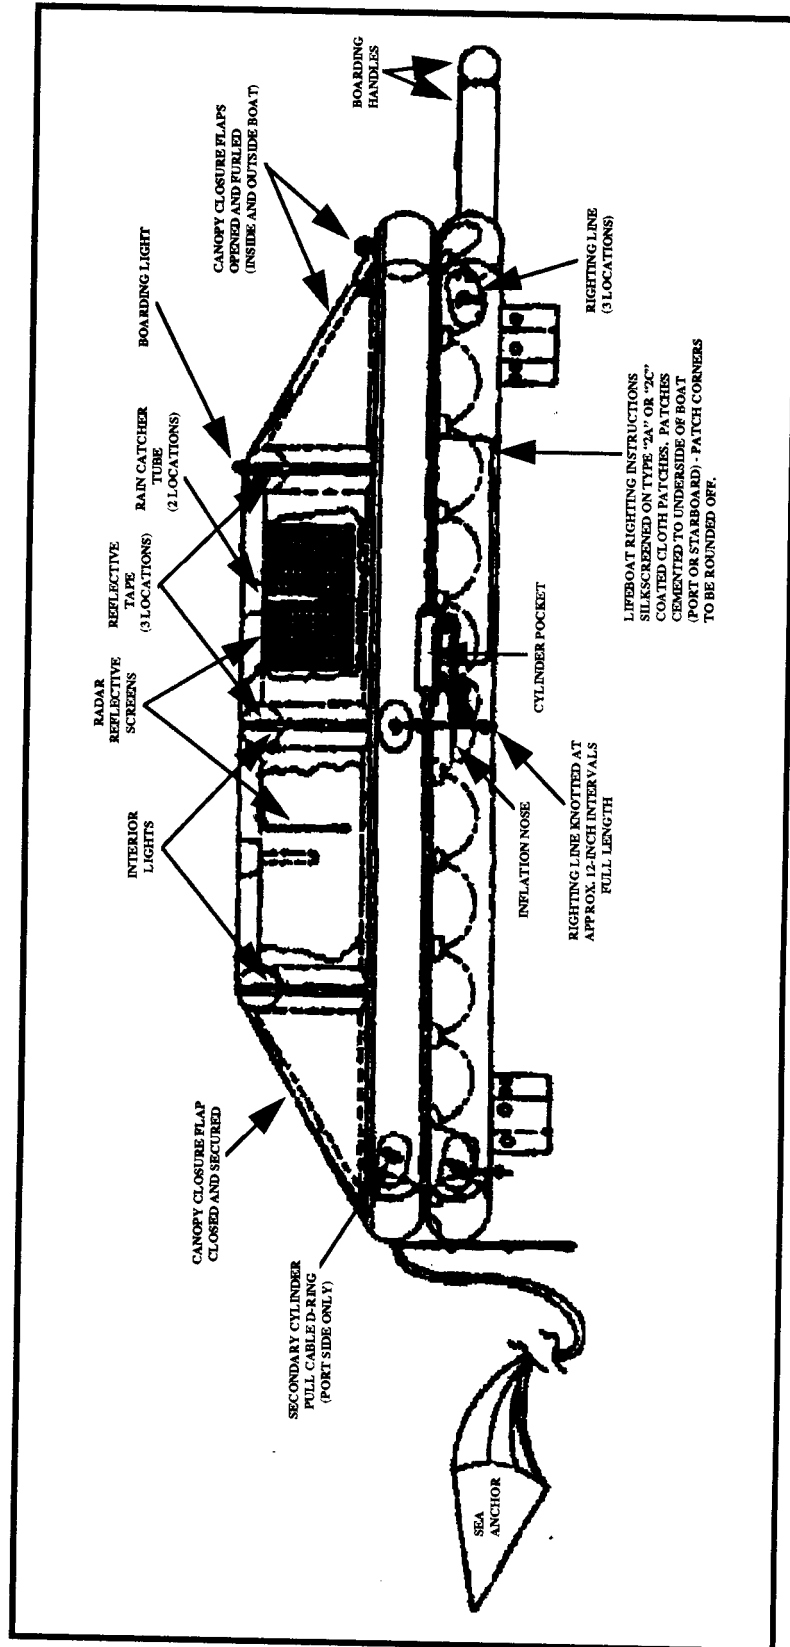 CANOPY CLOSURE FLAP
CLOSED AND SECURED
INTERIOR
LIGHTS
RADAR
REFLECTIVE
SCREENS
REFLECTIVE
TAPE
(3 LOCATIONS)
RAIN CATCHER
TUBE
(2 LOCATIONS)
BOARDING LIGHT
CANOPY CLOSURE FLAPS
OPENED AND FURLED
(INSIDE AND OUTSIDE BOAT)
BOARDING
HANDLES
SECONDARY CYLINDER
PULL CABLE D-RING
(PORT SIDE ONLY)
SEA
ANCHOR
INFLATION NOSE
RIGHTING LINE KNOTTED AT
APPROX. 12-INCH INTERVALS
FULL LENGTH
CYLINDER POCKET
LIFEBOAT RIGHTING INSTRUCTIONS
SILKSCREENED ON TYPE "2A" OR "2C"
COATED CLOTH PATCHES. PATCHES
CEMENTED TO UNDERSIDE OF BOAT
(PORT OR STARBOARD) - PATCH CORNERS
TO BE ROUNDED OFF.
RIGHTING LINE
(3 LOCATIONS)